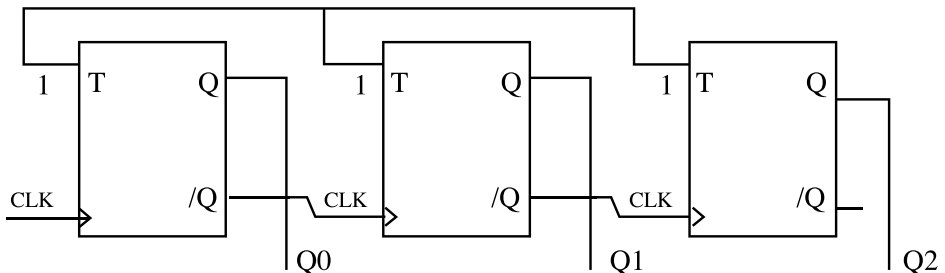 1 T Q 1 T Q 1 T Q
CLK /Q CLK /Q CLK /Q
Q0 Q1 Q2